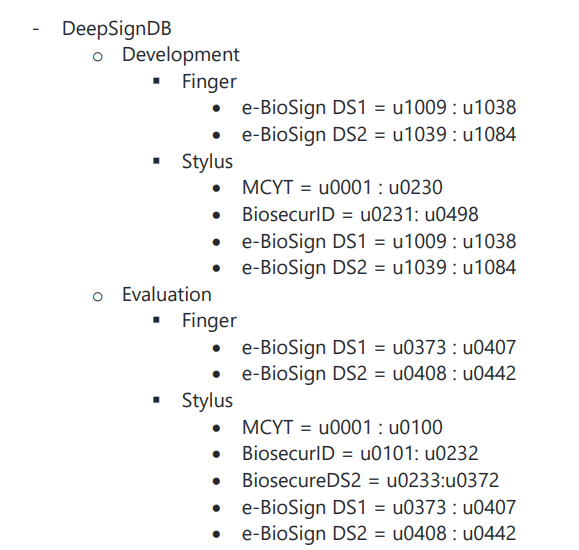 - DeepSignDB
o Development
▪ Finger
• e-BioSign DS1 = u1009 : u1038
• e-BioSign DS2 = u1039 : u1084
▪ Stylus
• MCYT = u0001 : u0230
• BiosecurID = u0231: u0498
• e-BioSign DS1 = u1009 : u1038
• e-BioSign DS2 = u1039 : u1084
o Evaluation
▪ Finger
• e-BioSign DS1 = u0373 : u0407
• e-BioSign DS2 = u0408 : u0442
▪ Stylus
• MCYT = u0001 : u0100
• BiosecurID = u0101: u0232
• BiosecureDS2 = u0233:u0372
• e-BioSign DS1 = u0373 : u0407
• e-BioSign DS2 = u0408 : u0442